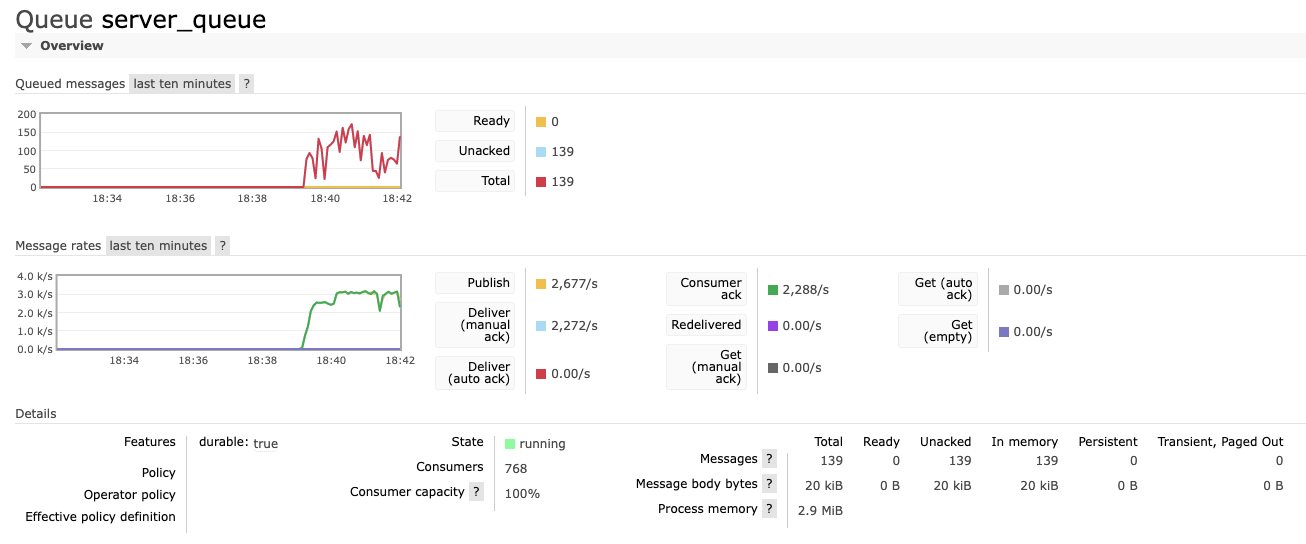 Queue server_queue
Overview
Queued messages last ten minutes ?
200
150
100
50
0
18:34 18:36 18:38 18:40 18:42
Ready 0
Unacked 139
Total 139
Message rates last ten minutes ?
4.0 k/s
3.0 k/s
2.0 k/s
1.0 k/s
0.0 k/s
18:34 18:36 18:38 18:40 18:42
Publish 2,677/s
Deliver
(manual
ack) 2,272/s
Deliver
(auto ack) 0.00/s
Consumer
ack 2,288/s
Redelivered 0.00/s
Get
(manual
ack) 0.00/s
Get (auto
ack) 0.00/s
Get
(empty) 0.00/s
Details
Features durable: true
Policy
Operator policy
Effective policy definition
State running
Consumers 768
Consumer capacity ? 100%
Total Ready Unacked In memory Persistent Transient, Paged Out
Messages ? 139 0 139 139 0 0
Message body bytes ? 20 kiB 0 B 20 kiB 20 kiB 0 B 0 B
Process memory ? 2.9 MiB